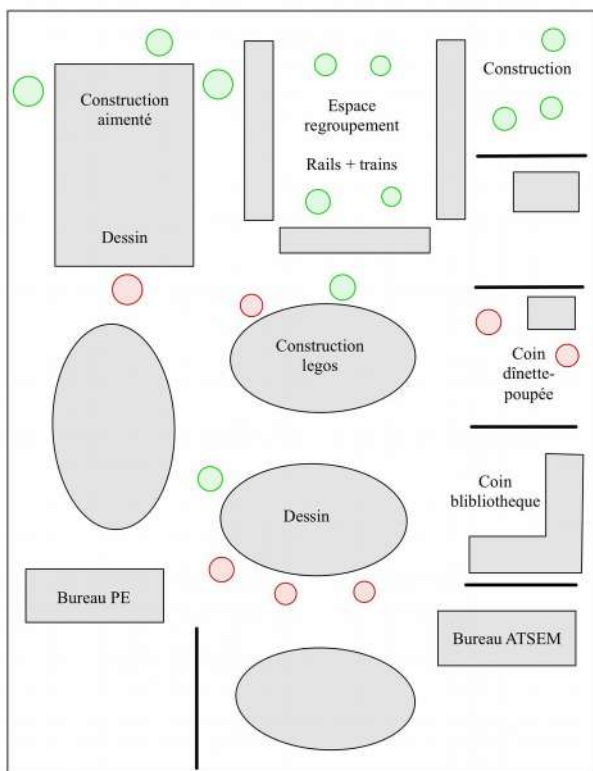 Construction
aimenté
Dessin
Espace
regroupement
Rails + trains
Construction
Construction
legos
Coin
dînette-
poupée
Dessin
Coin
blibliotheque
Bureau PE
Bureau ATSEM